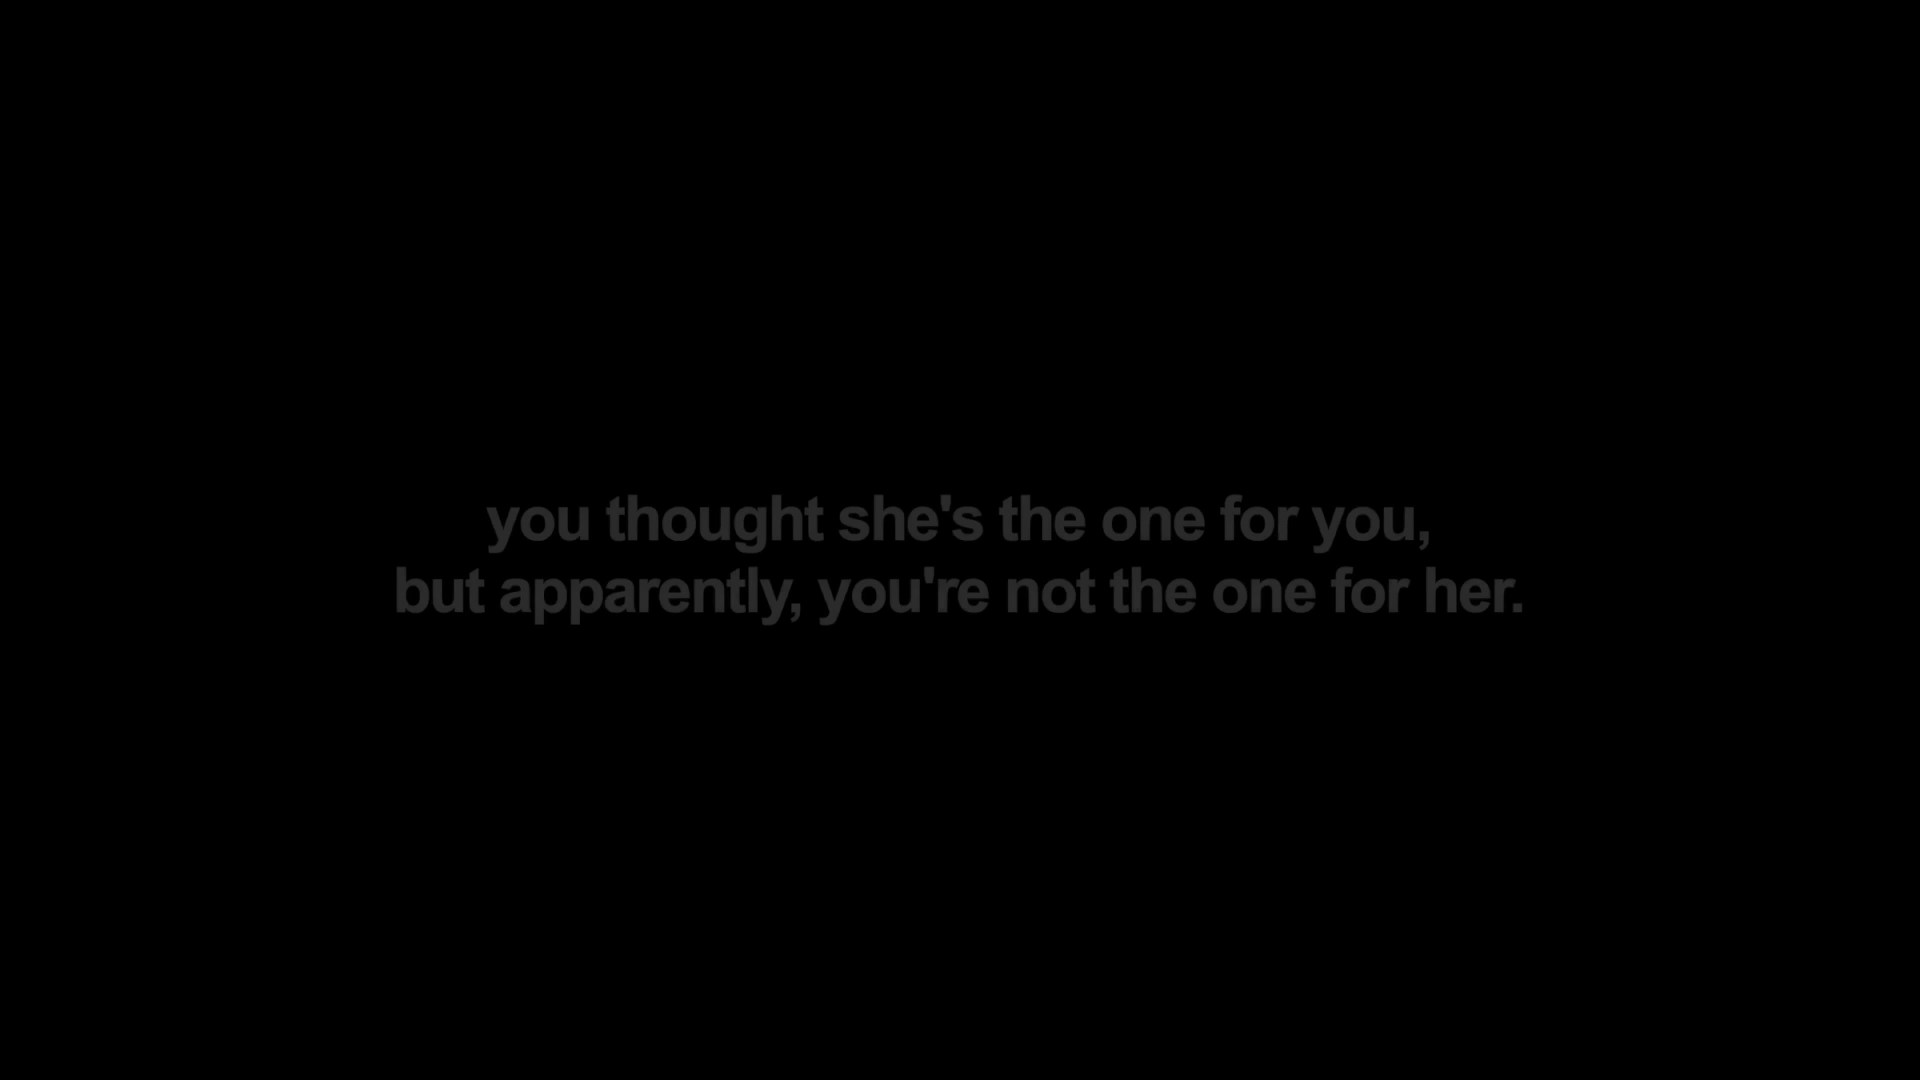 you thought she's the one for you,
but apparently, you're not the one for her.